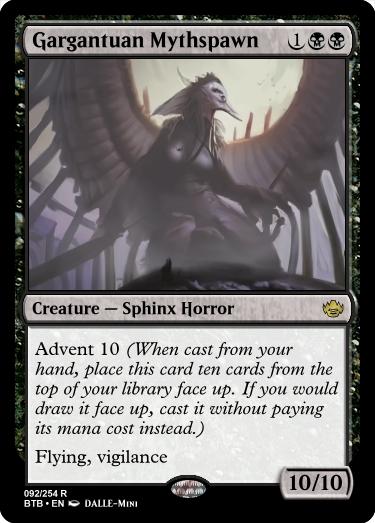 Gargantuan Mythspawn 1
Creature — Sphinx Horror
Advent 10 (When cast from your
hand, place this card ten cards from the
top of your library face up. If you would
draw it face up, cast it without paying
its mana cost instead.)
Flying, vigilance
10/10
092/254 R
BTB • EN DALLE-Mini